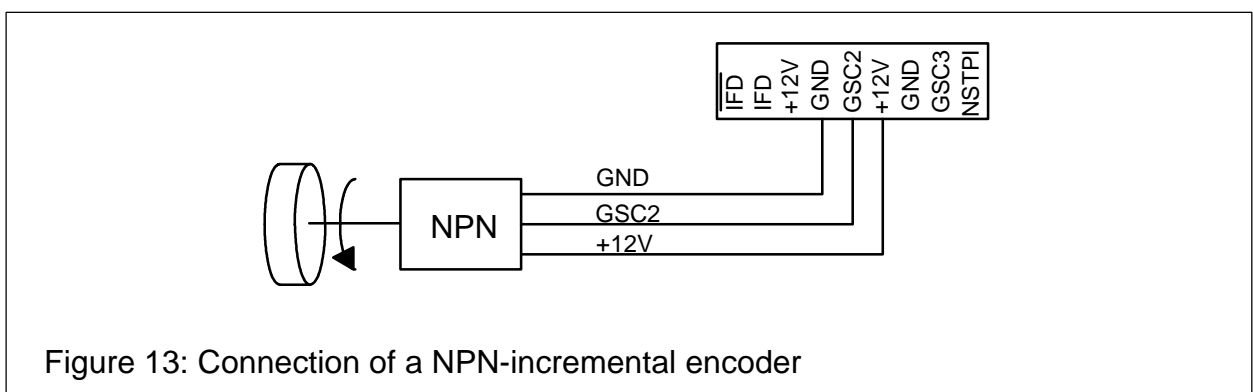 I̅F̅D̅
IFD
+12V
GND
GSC2
+12V
GND
GSC3
NSTPI
GND
NPN
GSC2
+12V
Figure 13: Connection of a NPN-incremental encoder